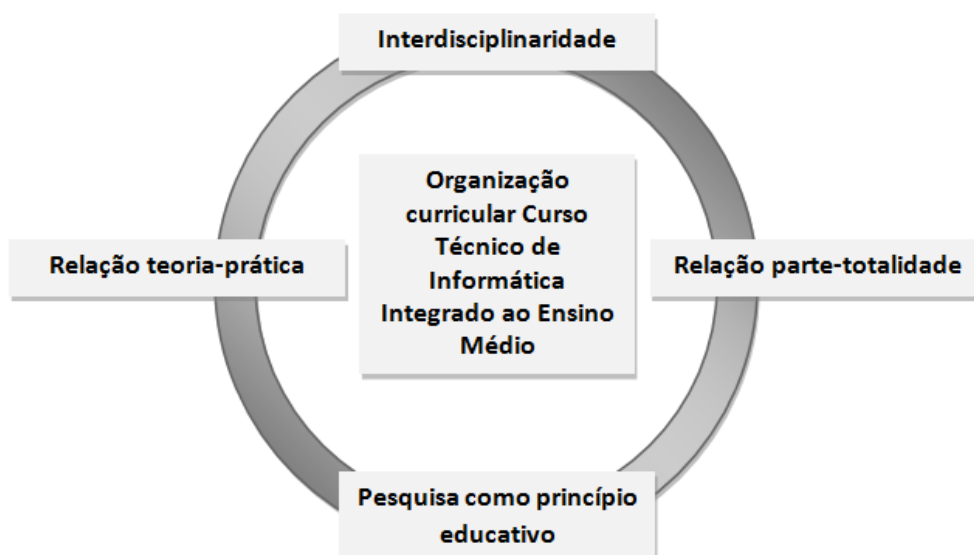 Interdisciplinaridade
Organização
curricular Curso
Técnico de
Informática
Integrado ao Ensino
Médio
Relação teoria-prática
Relação parte-totalidade
Pesquisa como princípio
educativo